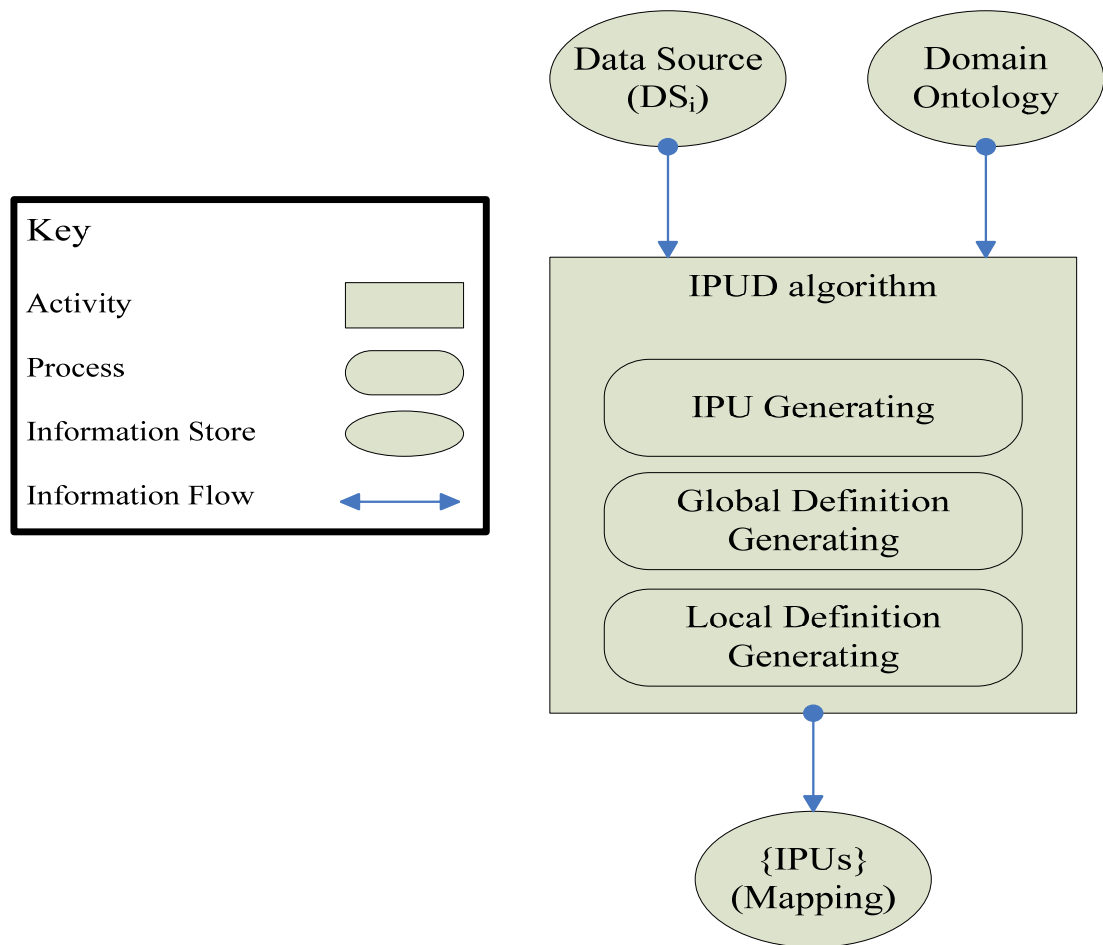 Data Source
(DSᵢ)
Domain
Ontology
Key
Activity
Process
Information Store
Information Flow
IPUD algorithm
IPU Generating
Global Definition
Generating
Local Definition
Generating
{IPUs}
(Mapping)